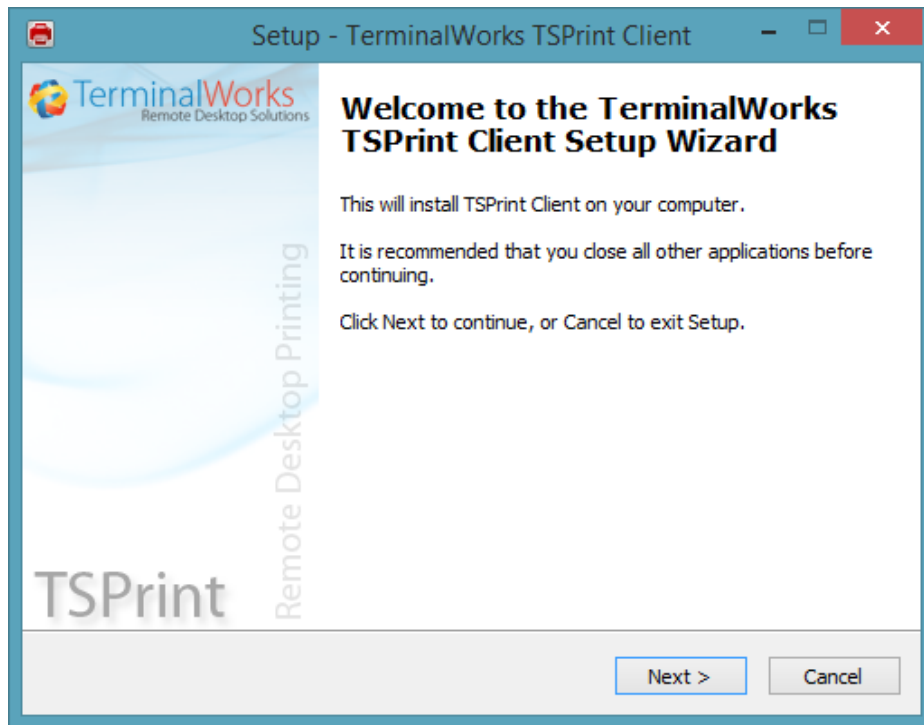 Setup - TerminalWorks TSPrint Client
TerminalWorks
Remote Desktop Solutions
Welcome to the TerminalWorks
TSPrint Client Setup Wizard
This will install TSPrint Client on your computer.
It is recommended that you close all other applications before
continuing.
Click Next to continue, or Cancel to exit Setup.
Remote Desktop Printing
TSPrint
Next >
Cancel